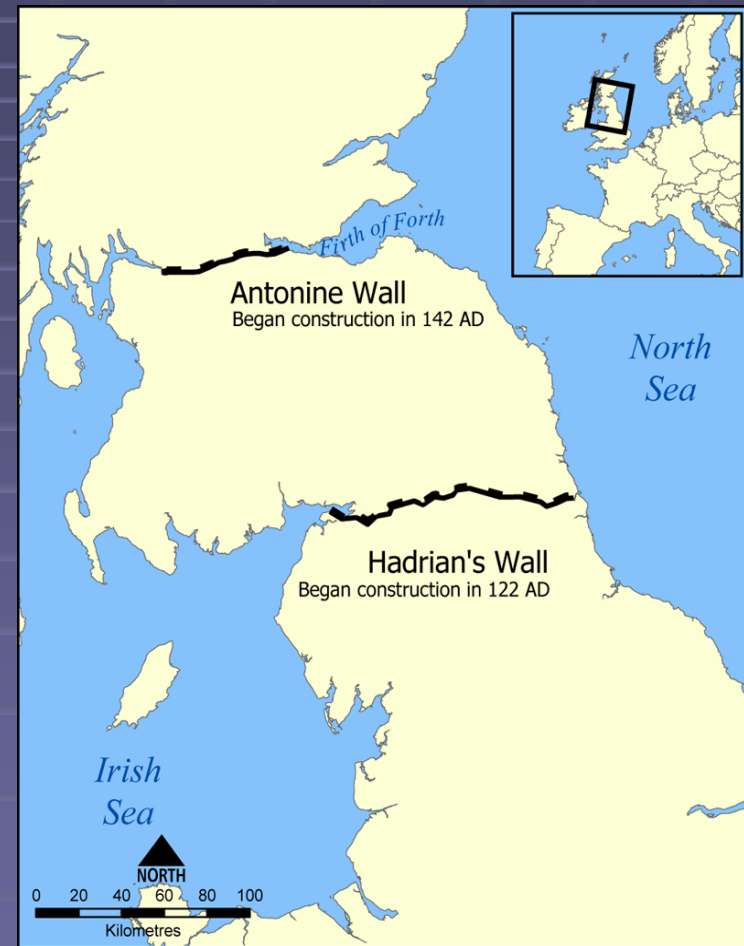 Firth of Forth
Antonine Wall
Began construction in 142 AD
North
Sea
Hadrian's Wall
Began construction in 122 AD
Irish
Sea
NORTH
0 20 40 60 80 100
Kilometres